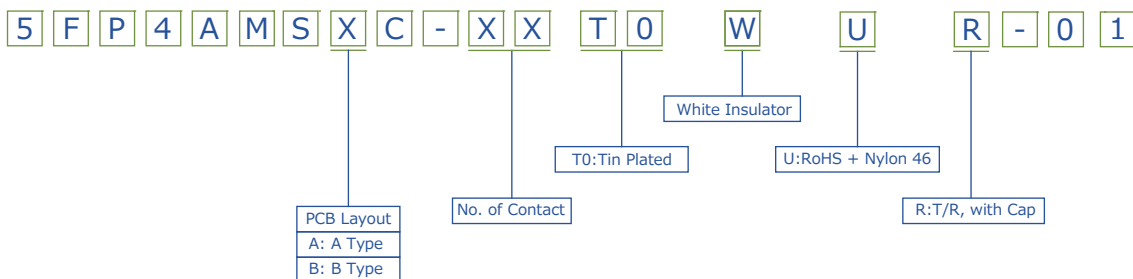 5 F P 4 A M S X C - X X T 0 W U R - 0 1
White Insulator
T0:Tin Plated
U:RoHS + Nylon 46
PCB Layout
A: A Type
B: B Type
No. of Contact
R:T/R, with Cap